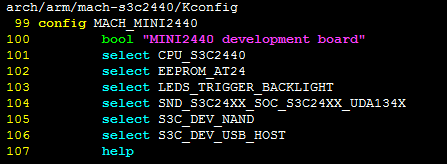 arch/arm/mach-s3c2440/Kconfig
99 config MACH_MINI2440
100 bool "MINI2440 development board"
101 select CPU_S3C2440
102 select EEPROM_AT24
103 select LEDS_TRIGGER_BACKLIGHT
104 select SND_S3C24XX_SOC_S3C24XX_UDA134X
105 select S3C_DEV_NAND
106 select S3C_DEV_USB_HOST
107 help